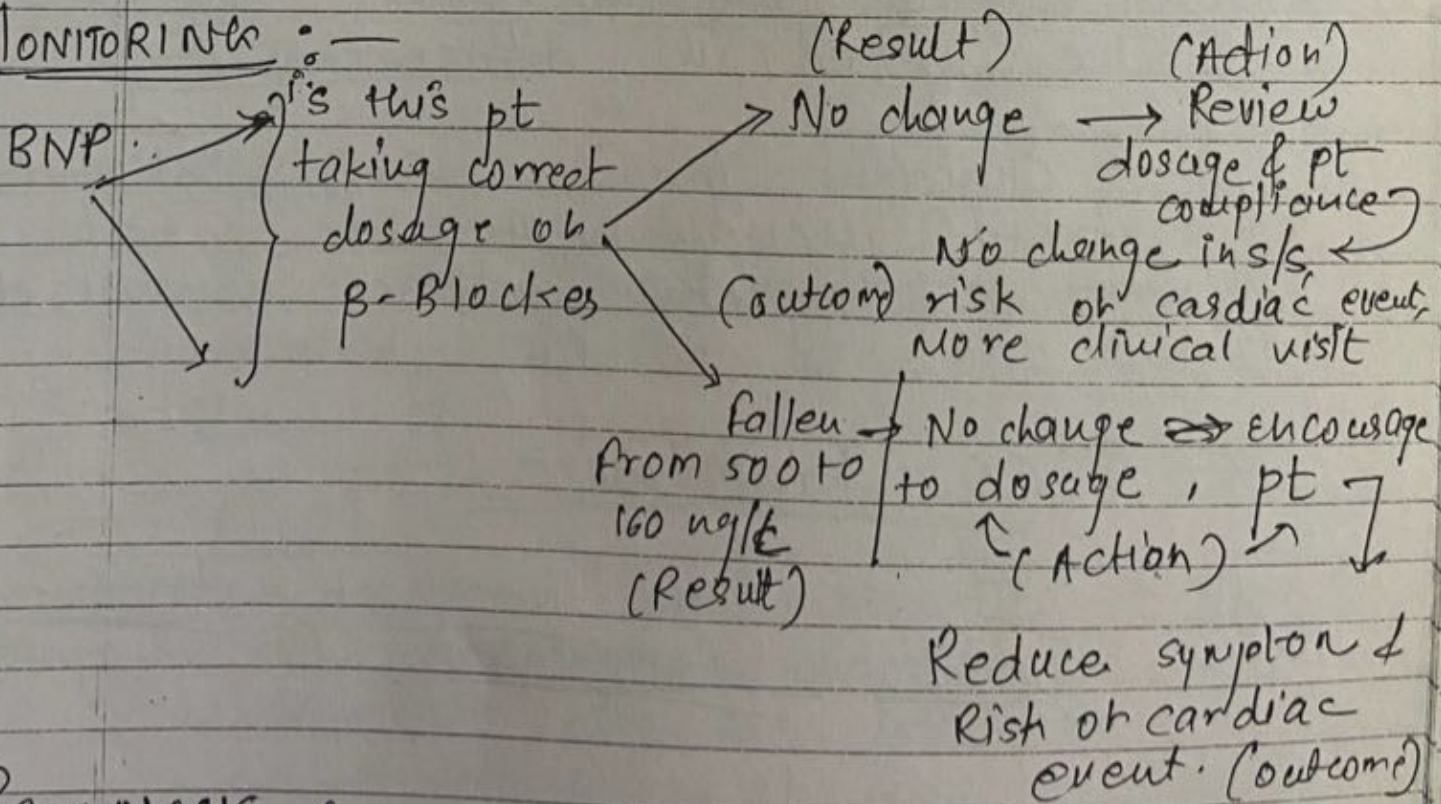 MONITORING :-
(Result) (Action)
BNP is this pt
taking correct
dosage of
β-Blockes
No change → Review
dosage & pt
compliance
No change in s/s,
(outcome) risk of cardiac event,
More clinical visit
fallen → No change ⇒ encourage
from 500 to to dosage, pt
160 ng/L (Action)
(Result)
Reduce sympton &
Risk of cardiac
event. (outcome)